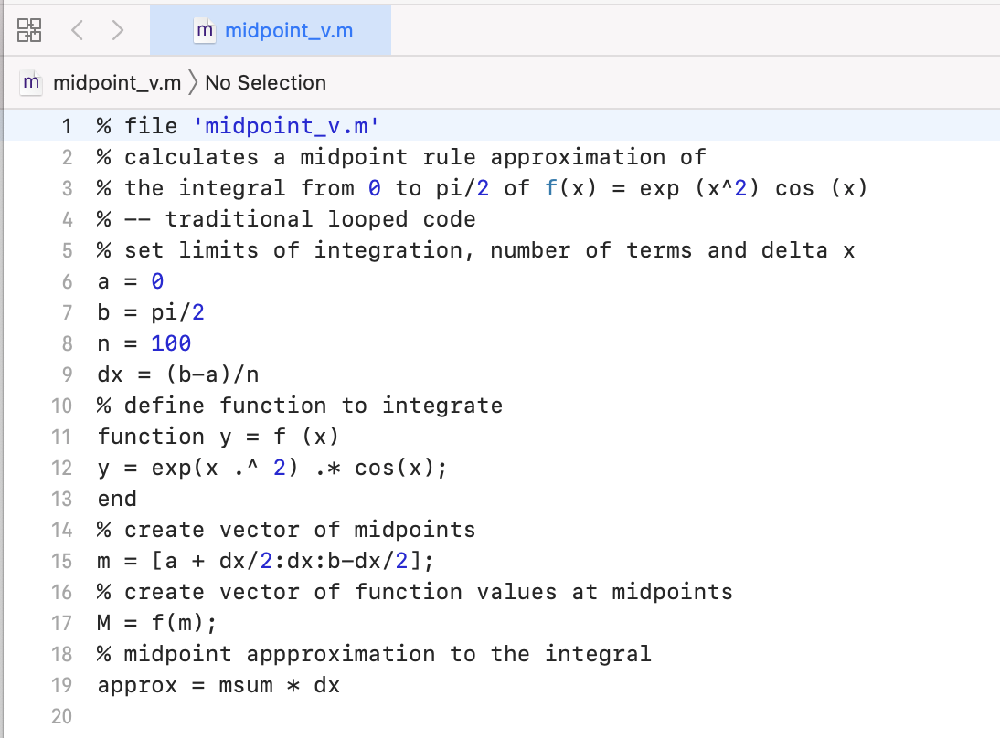 m midpoint_v.m
m midpoint_v.m 〉 No Selection
1 % file 'midpoint_v.m'
2 % calculates a midpoint rule approximation of
3 % the integral from 0 to pi/2 of f(x) = exp (x^2) cos (x)
4 % -- traditional looped code
5 % set limits of integration, number of terms and delta x
6 a = 0
7 b = pi/2
8 n = 100
9 dx = (b-a)/n
10 % define function to integrate
11 function y = f (x)
12 y = exp(x .^ 2) .* cos(x);
13 end
14 % create vector of midpoints
15 m = [a + dx/2:dx:b-dx/2];
16 % create vector of function values at midpoints
17 M = f(m);
18 % midpoint appproximation to the integral
19 approx = msum * dx
20